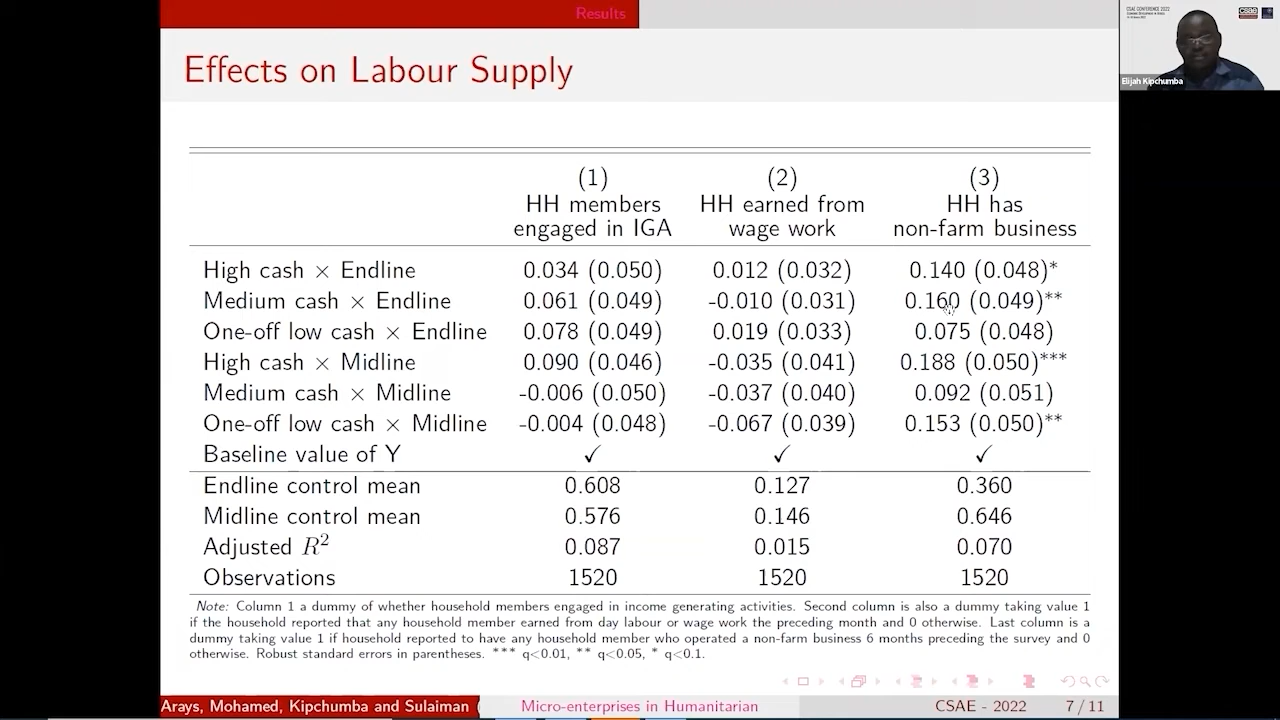 Results
CSAE CONFERENCE 2022
csae
Elijah Kipchumba
Effects on Labour Supply
(1) (2) (3)
HH members HH earned from HH has
engaged in IGA wage work non-farm business
High cash × Endline 0.034 (0.050) 0.012 (0.032) 0.140 (0.048)*
Medium cash × Endline 0.061 (0.049) -0.010 (0.031) 0.160 (0.049)**
One-off low cash × Endline 0.078 (0.049) 0.019 (0.033) 0.075 (0.048)
High cash × Midline 0.090 (0.046) -0.035 (0.041) 0.188 (0.050)***
Medium cash × Midline -0.006 (0.050) -0.037 (0.040) 0.092 (0.051)
One-off low cash × Midline -0.004 (0.048) -0.067 (0.039) 0.153 (0.050)**
Baseline value of Y ✓ ✓ ✓
Endline control mean 0.608 0.127 0.360
Midline control mean 0.576 0.146 0.646
Adjusted R² 0.087 0.015 0.070
Observations 1520 1520 1520
Note: Column 1 a dummy of whether household members engaged in income generating activities. Second column is also a dummy taking value 1
if the household reported that any household member earned from day labour or wage work the preceding month and 0 otherwise. Last column is a
dummy taking value 1 if household reported to have any household member who operated a non-farm business 6 months preceding the survey and 0
otherwise. Robust standard errors in parentheses. *** q<0.01, ** q<0.05, * q<0.1.
Arays, Mohamed, Kipchumba and Sulaiman ( Micro-enterprises in Humanitarian CSAE - 2022 7 / 11